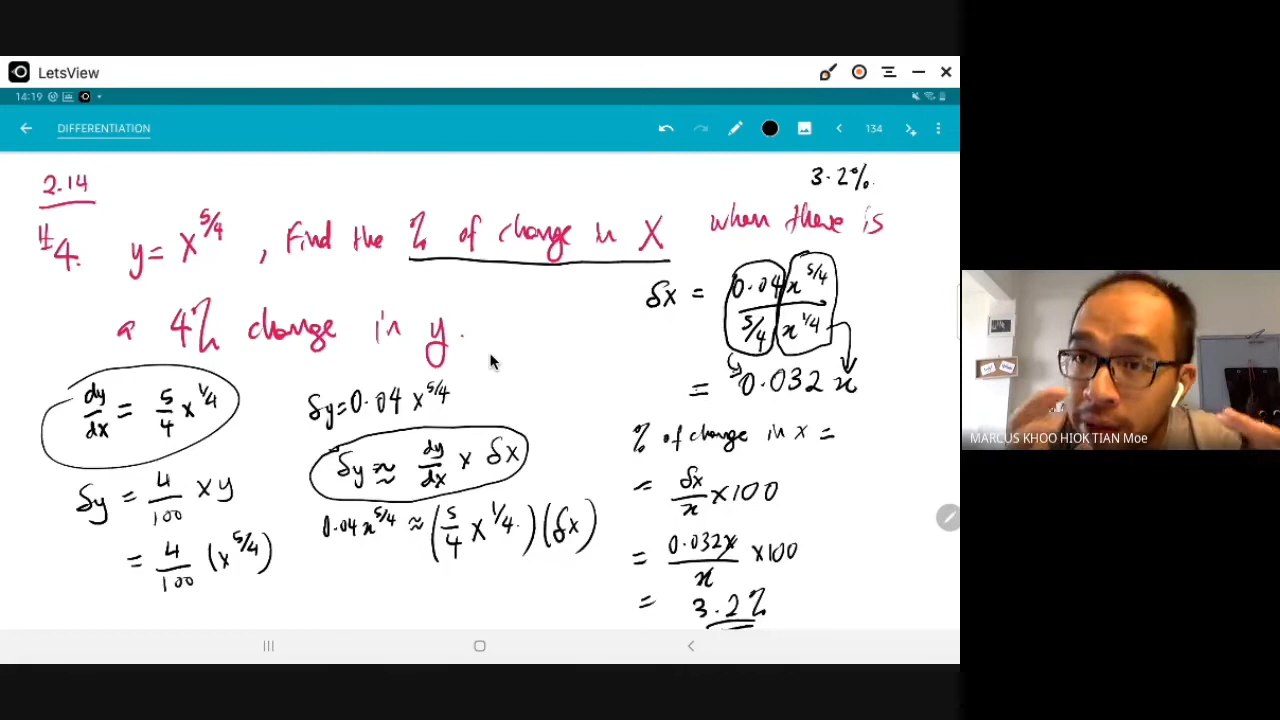 LetsView
14:19
DIFFERENTIATION
134
2.14
#4. y = x^5/4, Find the % of change in X when there is
a 4% change in y.
3.2%.
dy/dx = 5/4 x^1/4
δy = 4/100 × y
= 4/100 (x^5/4)
δy = 0.04 x^5/4
δy ≈ dy/dx × δx
0.04x^5/4 ≈ (5/4 x^1/4)(δx)
δx = 0.04 x^5/4 / 5/4 x^1/4
= 0.032 x
% of change in x =
= δx/x × 100
= 0.032x/x × 100
= 3.2%
MARCUS KHOO HIOK TIAN Moe